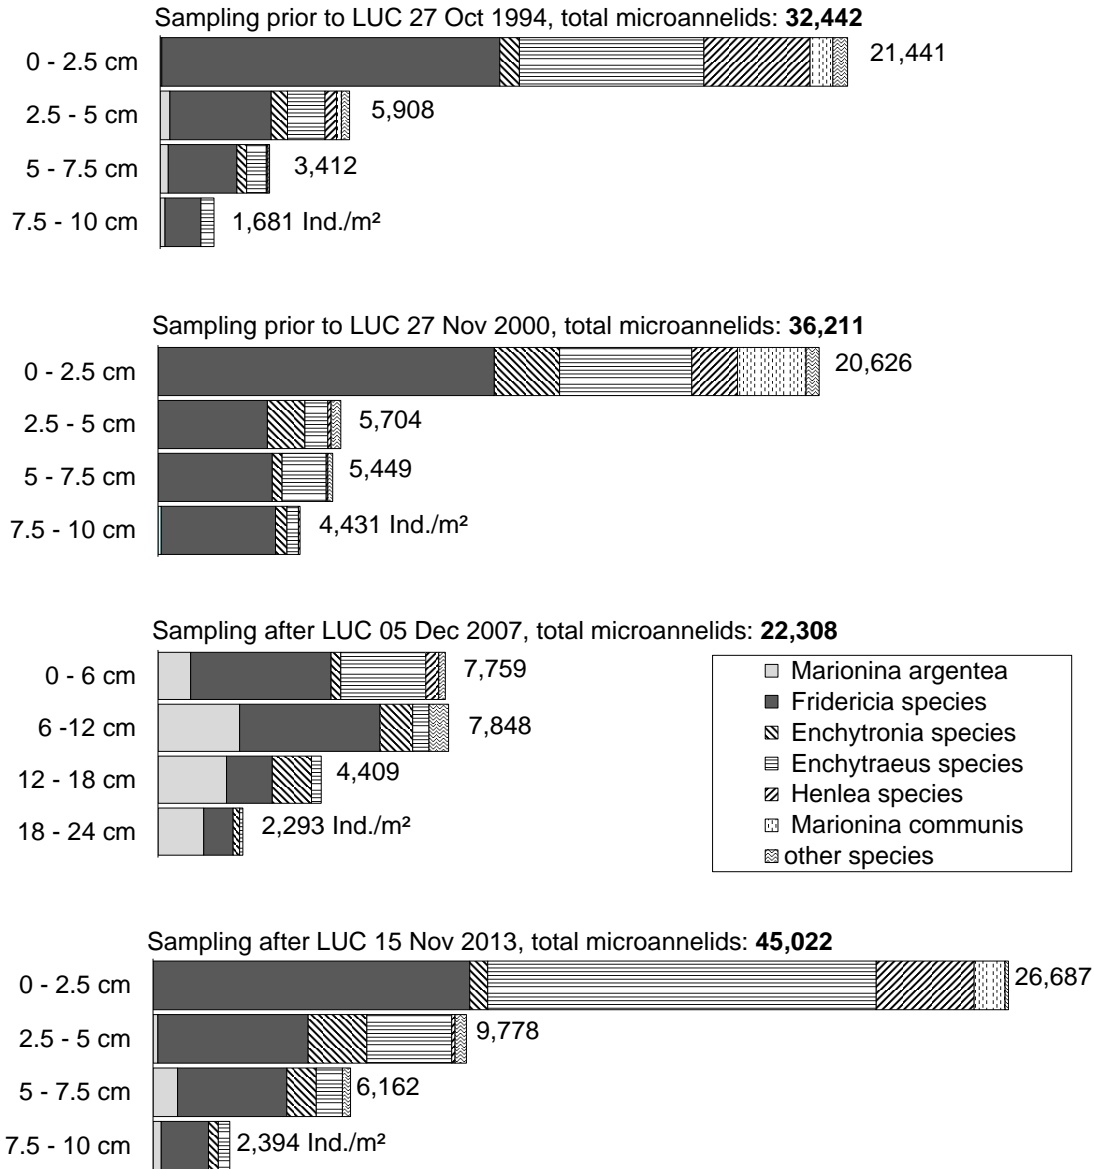 Sampling prior to LUC 27 Oct 1994, total microannelids: 32,442
0 - 2.5 cm 21,441
2.5 - 5 cm 5,908
5 - 7.5 cm 3,412
7.5 - 10 cm 1,681 Ind./m²
Sampling prior to LUC 27 Nov 2000, total microannelids: 36,211
0 - 2.5 cm 20,626
2.5 - 5 cm 5,704
5 - 7.5 cm 5,449
7.5 - 10 cm 4,431 Ind./m²
Sampling after LUC 05 Dec 2007, total microannelids: 22,308
0 - 6 cm 7,759
6 -12 cm 7,848
12 - 18 cm 4,409
18 - 24 cm 2,293 Ind./m²
Marionina argentea
Fridericia species
Enchytronia species
Enchytraeus species
Henlea species
Marionina communis
other species
Sampling after LUC 15 Nov 2013, total microannelids: 45,022
0 - 2.5 cm 26,687
2.5 - 5 cm 9,778
5 - 7.5 cm 6,162
7.5 - 10 cm 2,394 Ind./m²